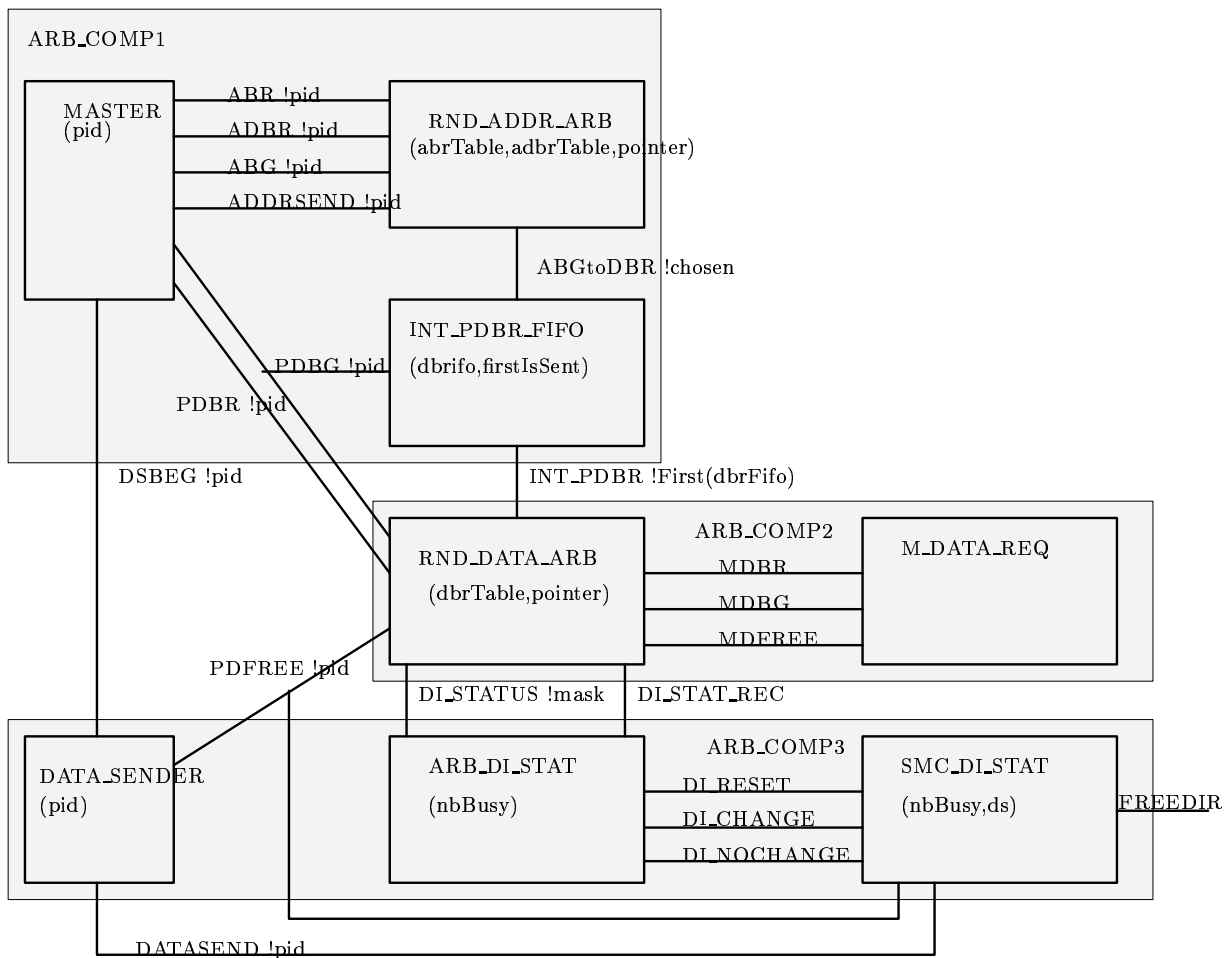 ARB_COMP1
MASTER
(pid)
ABR !pid
ADBR !pid
ABG !pid
ADDRSEND !pid
RND_ADDR_ARB
(abrTable,adbrTable,pointer)
ABGtoDBR !chosen
INT_PDBR_FIFO
(dbrifo,firstIsSent)
PDBG !pid
PDBR !pid
DSBEG !pid
INT_PDBR !First(dbrFifo)
ARB_COMP2
RND_DATA_ARB
(dbrTable,pointer)
MDBR
MDBG
MDFREE
M_DATA_REQ
PDFREE !pid
DI_STATUS !mask
DI_STAT_REC
ARB_COMP3
DATA_SENDER
(pid)
ARB_DI_STAT
(nbBusy)
DI_RESET
DI_CHANGE
DI_NOCHANGE
SMC_DI_STAT
(nbBusy,ds)
FREEDIR
DATASEND !pid